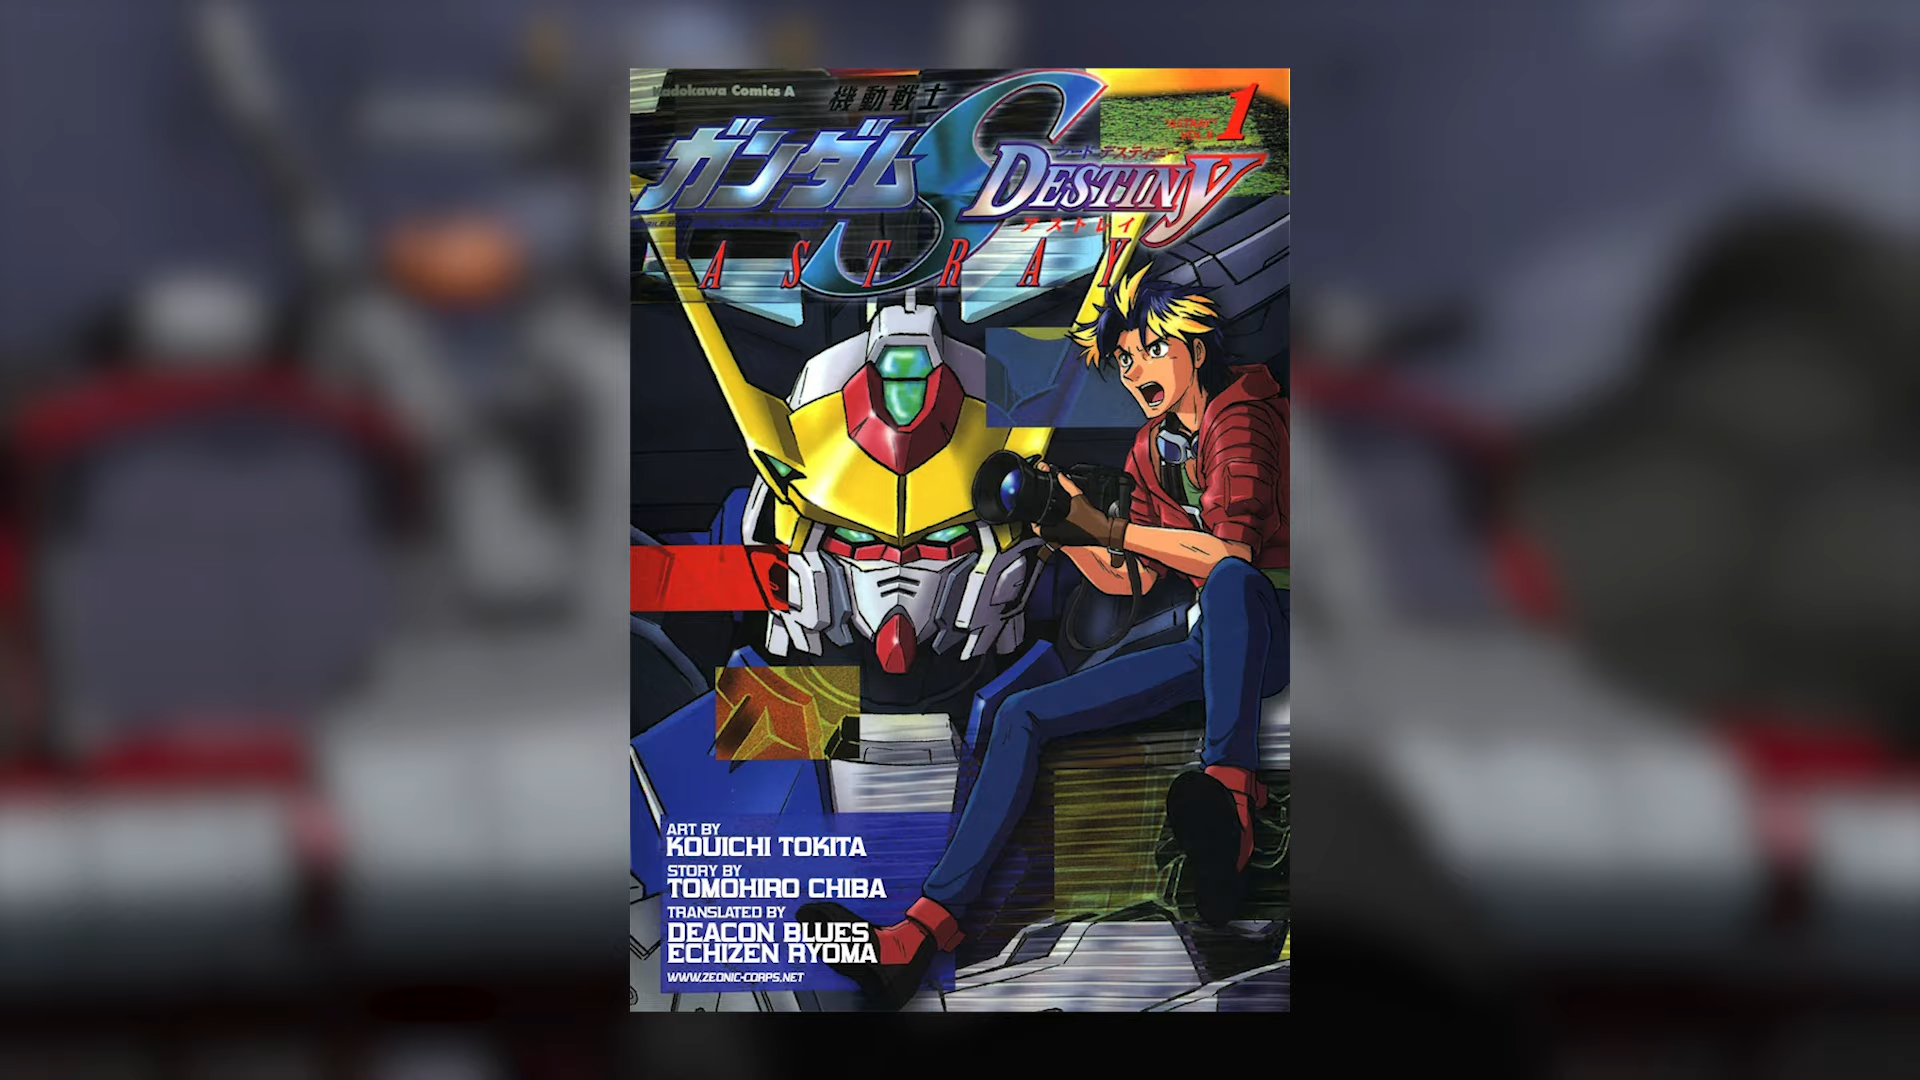 Kadokawa Comics A
機動戦士
ガンダム
SEED
DESTINY
アストレイ
ASTRAY
1
ART BY
KOUICHI TOKITA
STORY BY
TOMOHIRO CHIBA
TRANSLATED BY
DEACON BLUES
ECHIZEN RYOMA
WWW.ZEONIC-CORPS.NET